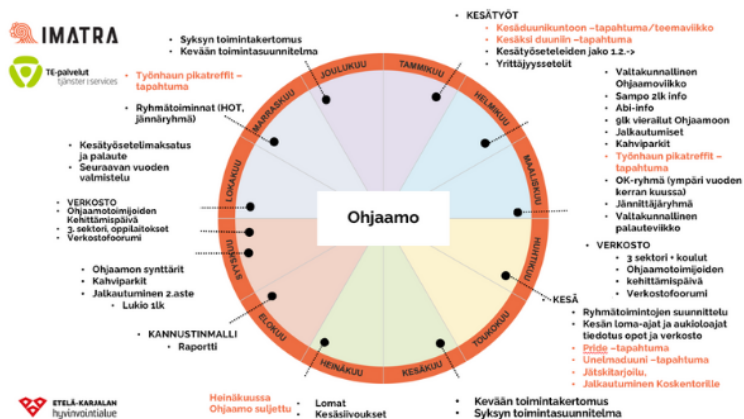 IMATRA
TE-palvelut
tjänster | services
Syksyn toimintakertomus
Kevään toimintasuunnitelma
Työnhaun pikatreffit –
tapahtuma
Ryhmätoiminnat (HOT,
jännäryhmä)
Kesätyösetelimaksatus
ja palaute
Seuraavan vuoden
valmistelu
VERKOSTO
Ohjaamotoimijoiden
Kehittämispäivä
3. sektori, oppilaitokset
Verkostofoorumi
Ohjaamon synttärit
Kahviparkit
Jalkautuminen 2.aste
Lukio 1lk
KANNUSTINMALLI
Raportti
Heinäkuussa
Ohjaamo suljettu
Lomat
Kesäsiivoukset
ETELÄ-KARJALAN
hyvinvointialue
JOULUKUU
TAMMIKUU
HELMIKUU
MAALISKUU
HUHTIKUU
TOUKOKUU
KESÄKUU
HEINÄKUU
ELOKUU
SYYSKUU
LOKAKUU
MARRASKUU
Ohjaamo
KESÄTYÖT
Kesäduunikuntoon –tapahtuma/teemaviikko
Kesäksi duuniin –tapahtuma
Kesätyöseteleiden jako 1.2.->
Yrittäjyyssetelit
Valtakunnallinen
Ohjaamoviikko
Sampo 2lk info
Abi-info
9lk vierailut Ohjaamoon
Jalkautumiset
Kahviparkit
Työnhaun pikatreffit –
tapahtuma
OK-ryhmä (ympäri vuoden
kerran kuussa)
Jännittäjäryhmä
Valtakunnallinen
palauteviikko
VERKOSTO
3 sektori + koulut
Ohjaamotoimijoiden
kehittämispäivä
Verkostofoorumi
KESÄ
Ryhmätoimintojen suunnittelu
Kesän loma-ajat ja aukioloajat
tiedotus opot ja verkosto
Pride –tapahtuma
Unelmaduuni –tapahtuma
Jätskitarjoilu,
Jalkautuminen Koskentorille
Kevään toimintakertomus
Syksyn toimintasuunnitelma